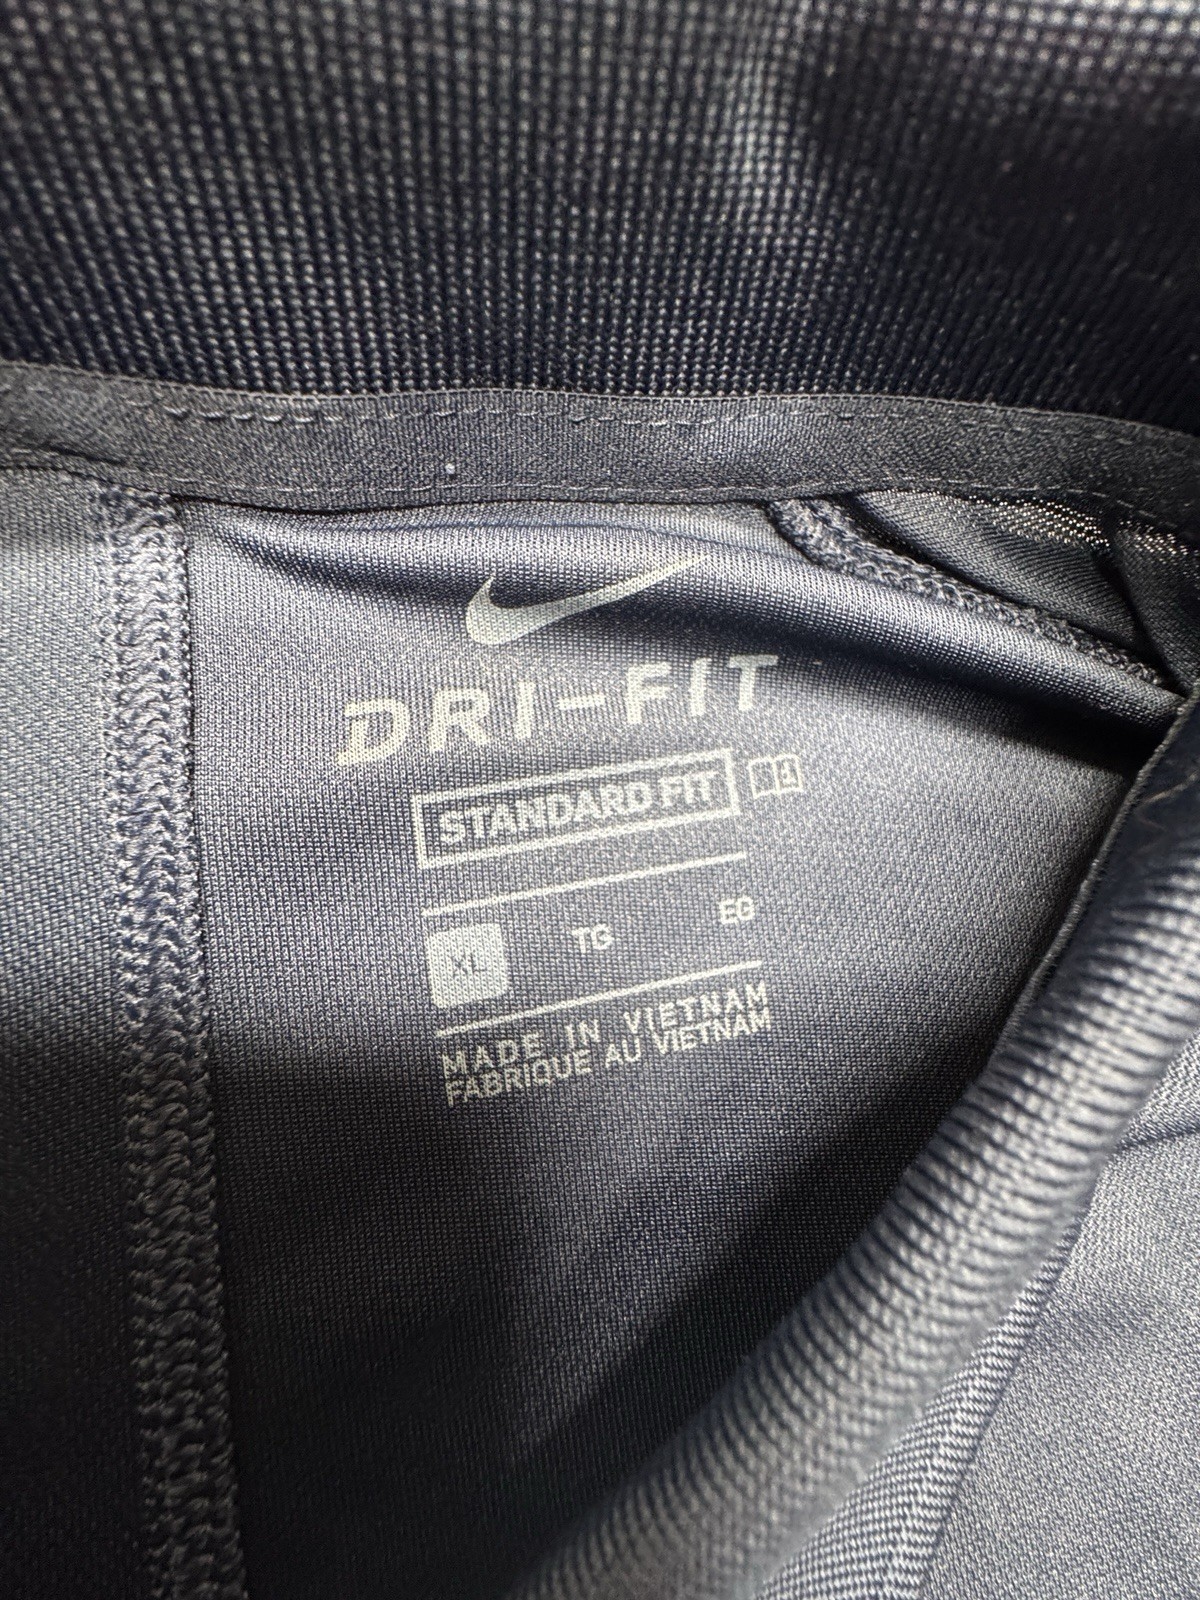 DRI-FIT
STANDARD FIT
XL TG EG
MADE IN VIETNAM
FABRIQUE AU VIETNAM